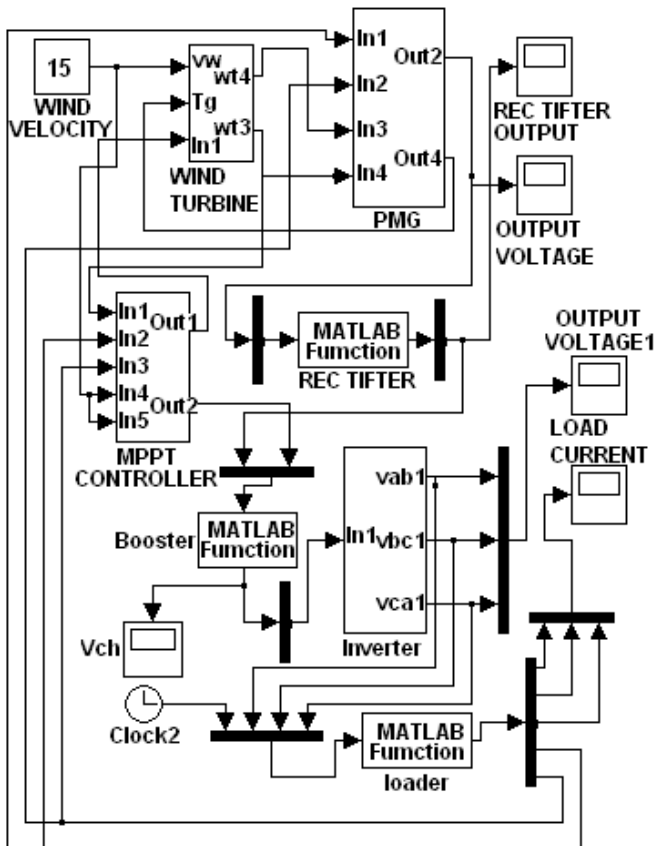 15
WIND
VELOCITY
vw
wt4
Tg
wt3
In1
WIND
TURBINE
In1
Out2
In2
In3
Out4
In4
PMG
REC TIFTER
OUTPUT
OUTPUT
VOLTAGE
In1
Out1
In2
In3
In4
Out2
In5
MPPT
CONTROLLER
MATLAB
Fumction
REC TIFTER
OUTPUT
VOLTAGE1
LOAD
CURRENT
Booster
MATLAB
Fumction
In1
vab1
vbc1
vca1
Inverter
Vch
Clock2
MATLAB
Fumction
loader